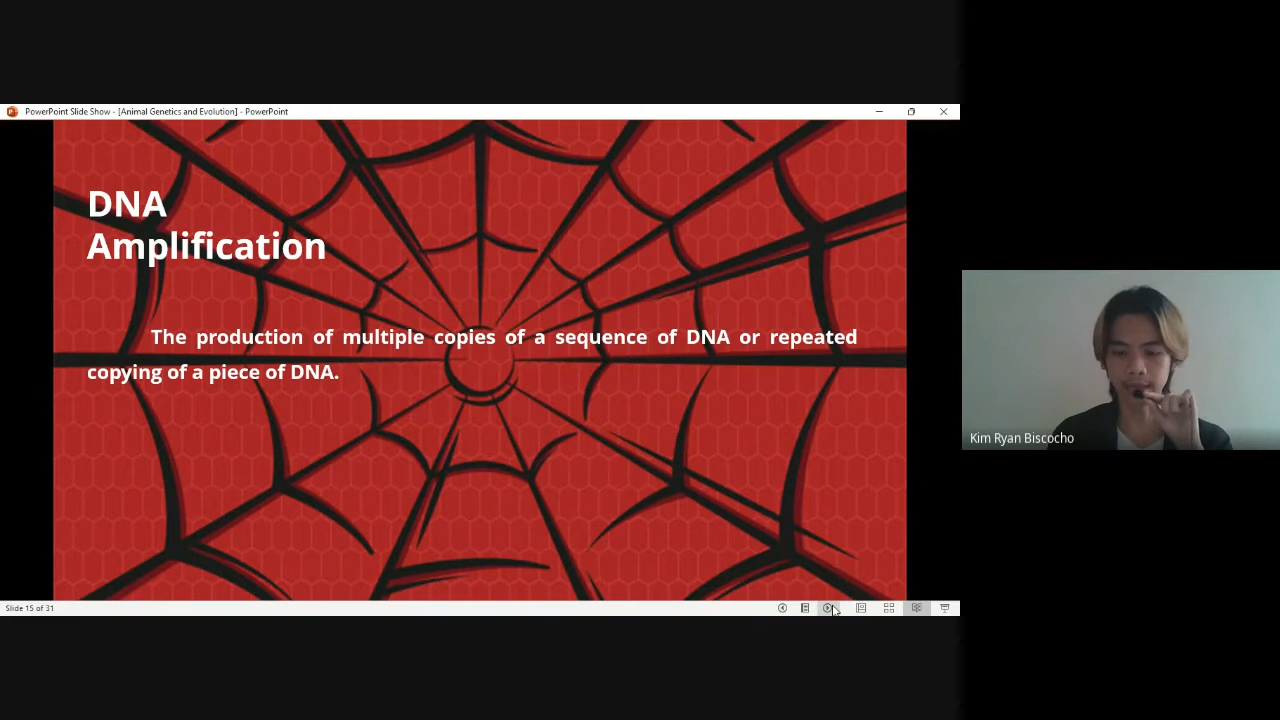 PowerPoint Slide Show - [Animal Genetics and Evolution] - PowerPoint
DNA
Amplification
The production of multiple copies of a sequence of DNA or repeated
copying of a piece of DNA.
Kim Ryan Biscocho
Slide 15 of 31